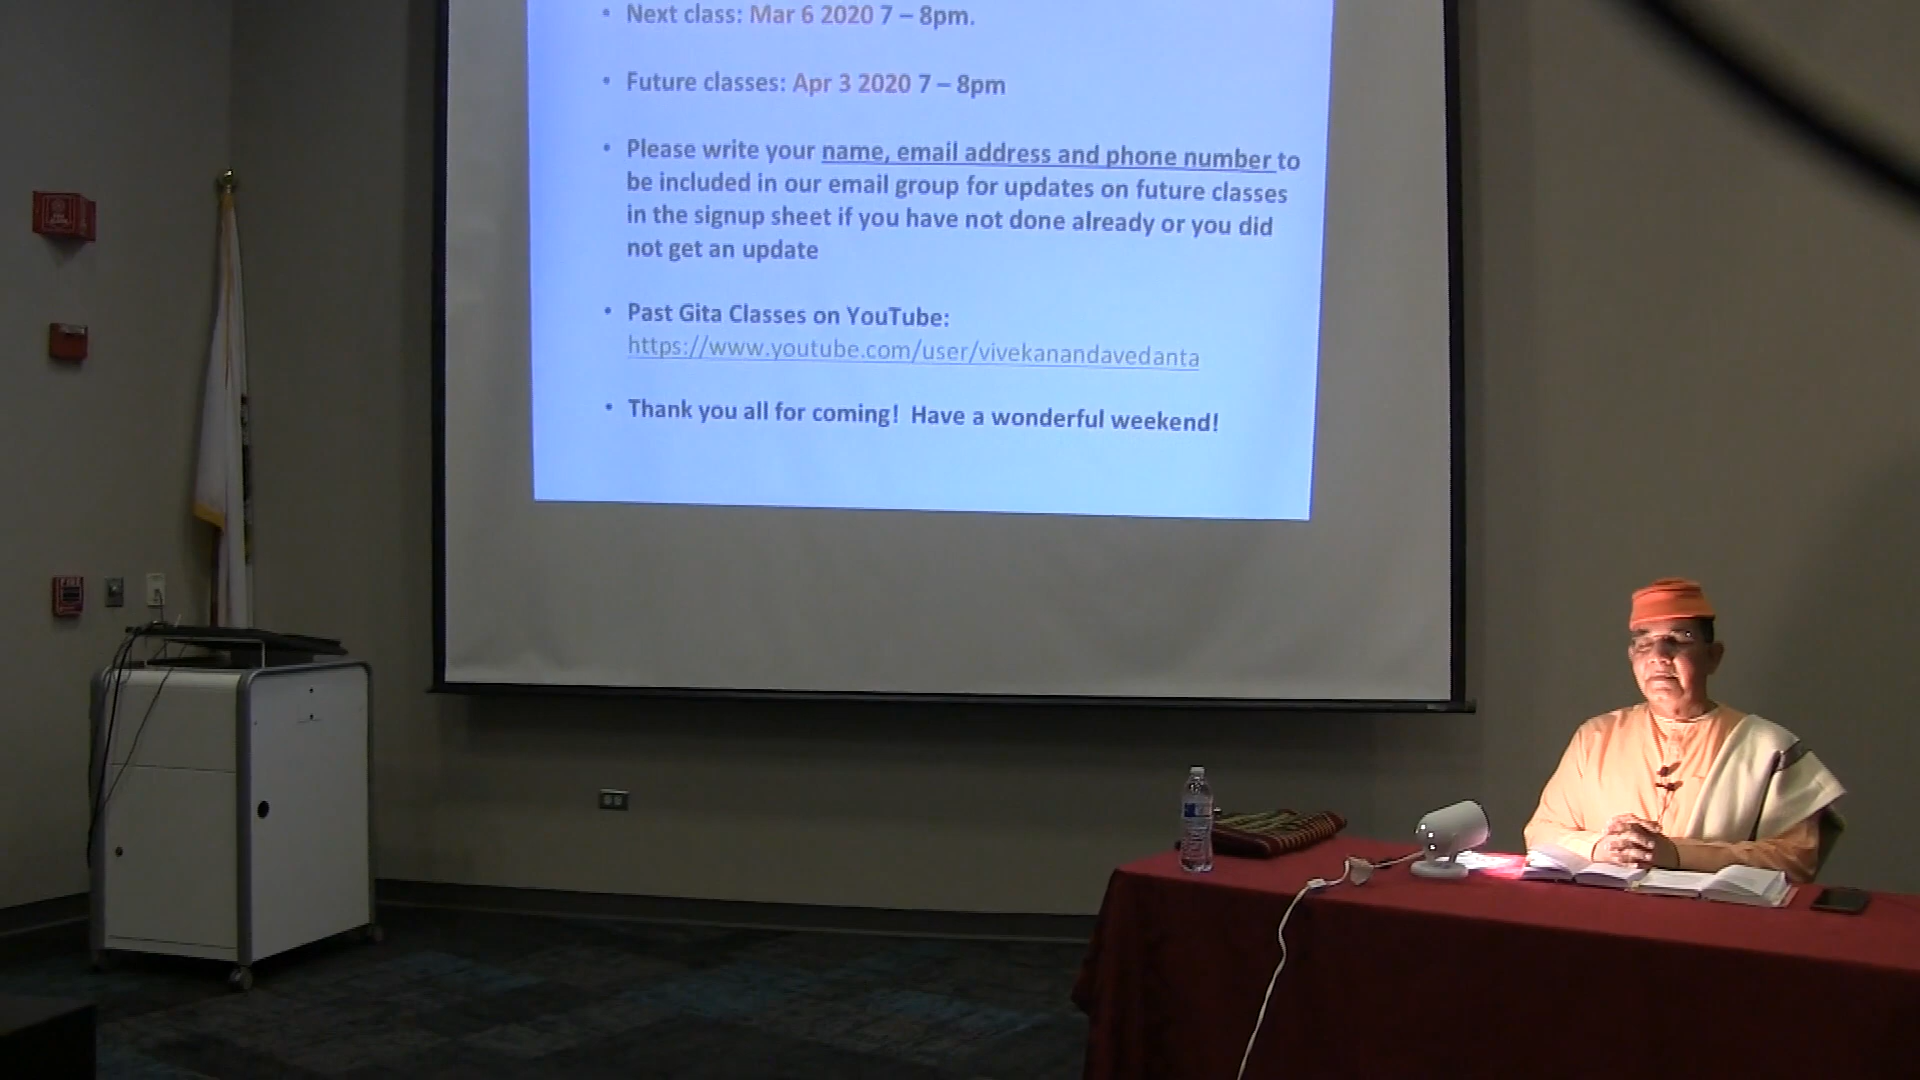 • Next class: Mar 6 2020 7 – 8pm.
• Future classes: Apr 3 2020 7 – 8pm
• Please write your name, email address and phone number to
be included in our email group for updates on future classes
in the signup sheet if you have not done already or you did
not get an update
• Past Gita Classes on YouTube:
https://www.youtube.com/user/vivekanandavedanta
• Thank you all for coming! Have a wonderful weekend!
FIRE